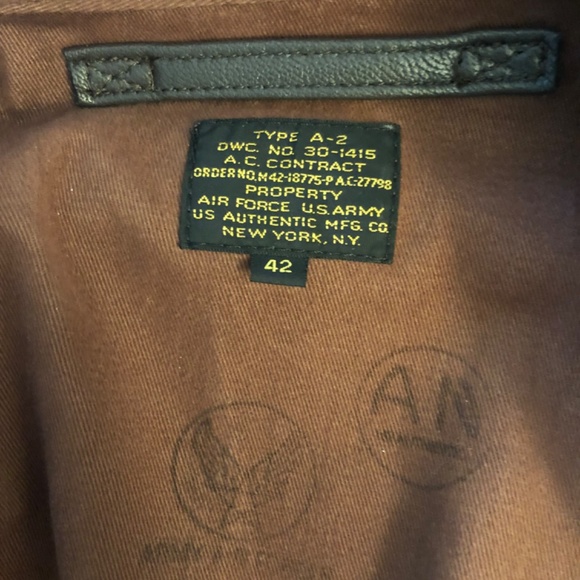 TYPE A-2
DWG. NO. 30-1415
A.C. CONTRACT
ORDER NO. M42-18775-P A.C-27798
PROPERTY
AIR FORCE U.S. ARMY
US AUTHENTIC MFG. CO.
NEW YORK, N.Y.
42
AN
ARMY